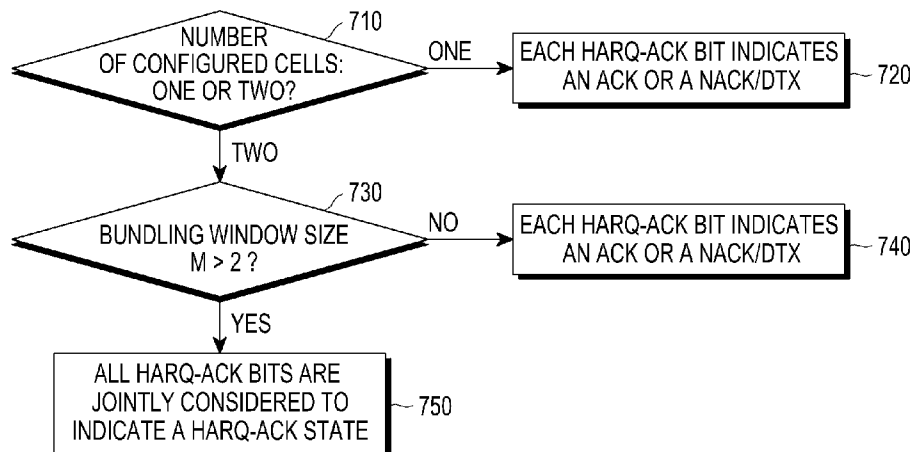 NUMBER
OF CONFIGURED CELLS:
ONE OR TWO?
710
ONE
EACH HARQ-ACK BIT INDICATES
AN ACK OR A NACK/DTX
720
TWO
BUNDLING WINDOW SIZE
M > 2 ?
730
NO
EACH HARQ-ACK BIT INDICATES
AN ACK OR A NACK/DTX
740
YES
ALL HARQ-ACK BITS ARE
JOINTLY CONSIDERED TO
INDICATE A HARQ-ACK STATE
750